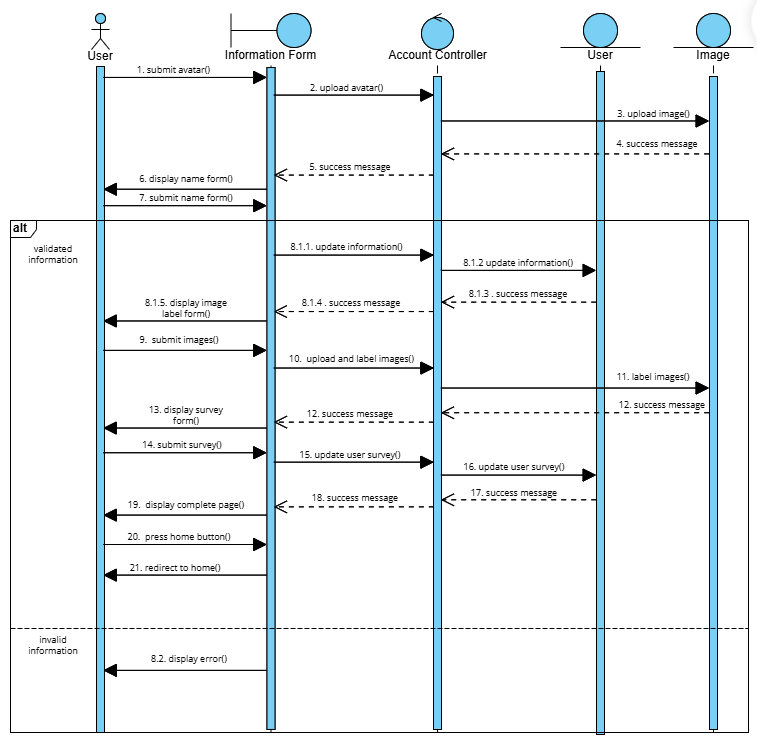 User
Information Form
Account Controller
User
Image
1. submit avatar()
2. upload avatar()
3. upload image()
4. success message
5. success message
6. display name form()
7. submit name form()
alt
validated
information
8.1.1. update information()
8.1.2 update information()
8.1.3 . success message
8.1.4 . success message
8.1.5. display image
label form()
9. submit images()
10. upload and label images()
11. label images()
12. success message
12. success message
13. display survey
form()
14. submit survey()
15. update user survey()
16. update user survey()
17. success message
18. success message
19. display complete page()
20. press home button()
21. redirect to home()
invalid
information
8.2. display error()